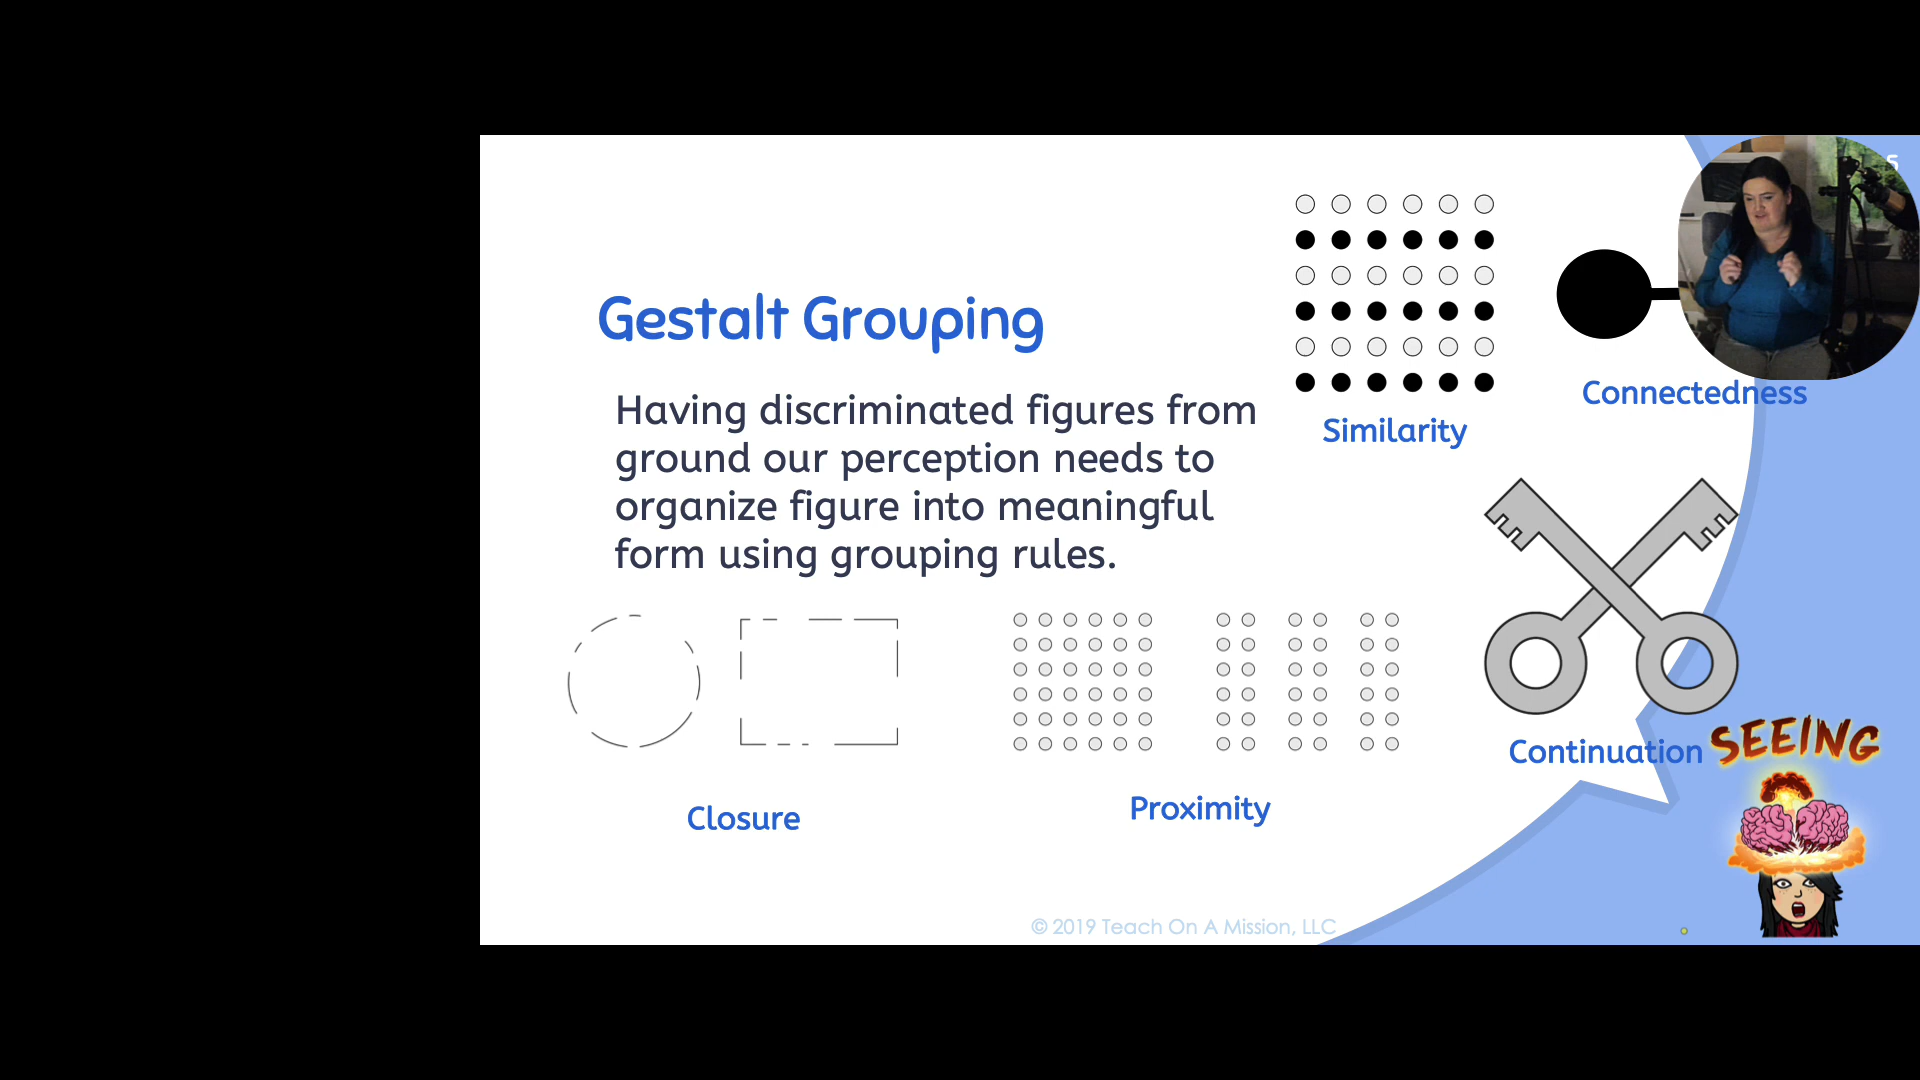 5
Gestalt Grouping
Having discriminated figures from
ground our perception needs to
organize figure into meaningful
form using grouping rules.
Similarity
Connectedness
Closure
Proximity
Continuation
SEEING
© 2019 Teach On A Mission, LLC